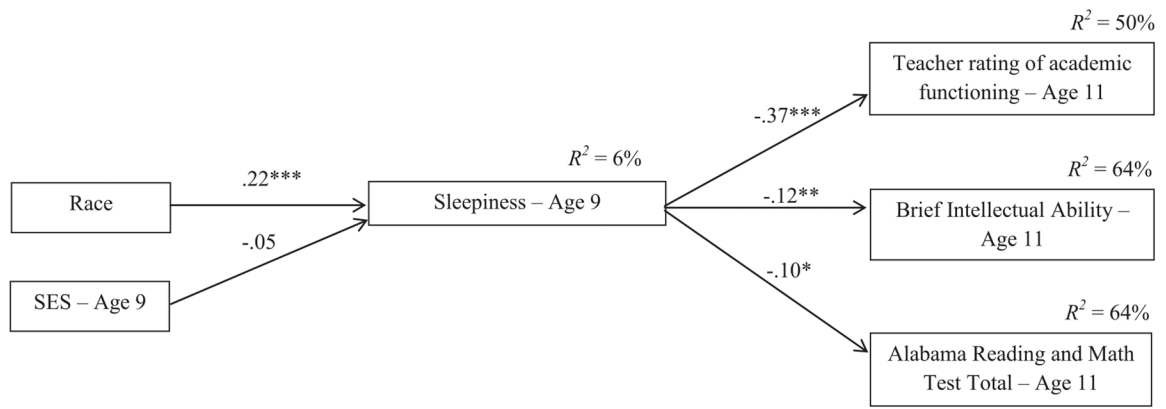 R² = 50%
Teacher rating of academic
functioning – Age 11
-.37***
R² = 6%
R² = 64%
.22***
Race
Sleepiness – Age 9
-.12**
Brief Intellectual Ability –
Age 11
-.05
-.10*
SES – Age 9
R² = 64%
Alabama Reading and Math
Test Total – Age 11